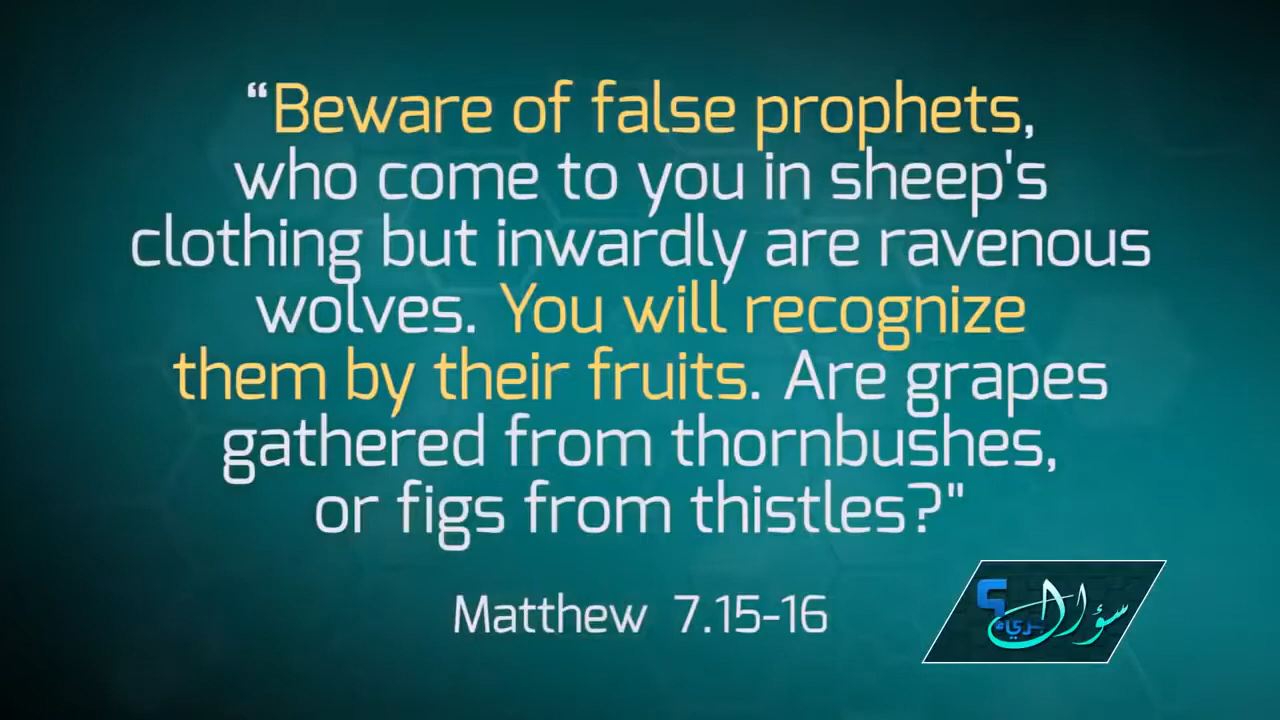 “Beware of false prophets,
who come to you in sheep's
clothing but inwardly are ravenous
wolves. You will recognize
them by their fruits. Are grapes
gathered from thornbushes,
or figs from thistles?"
Matthew 7.15-16
سؤال
جريء